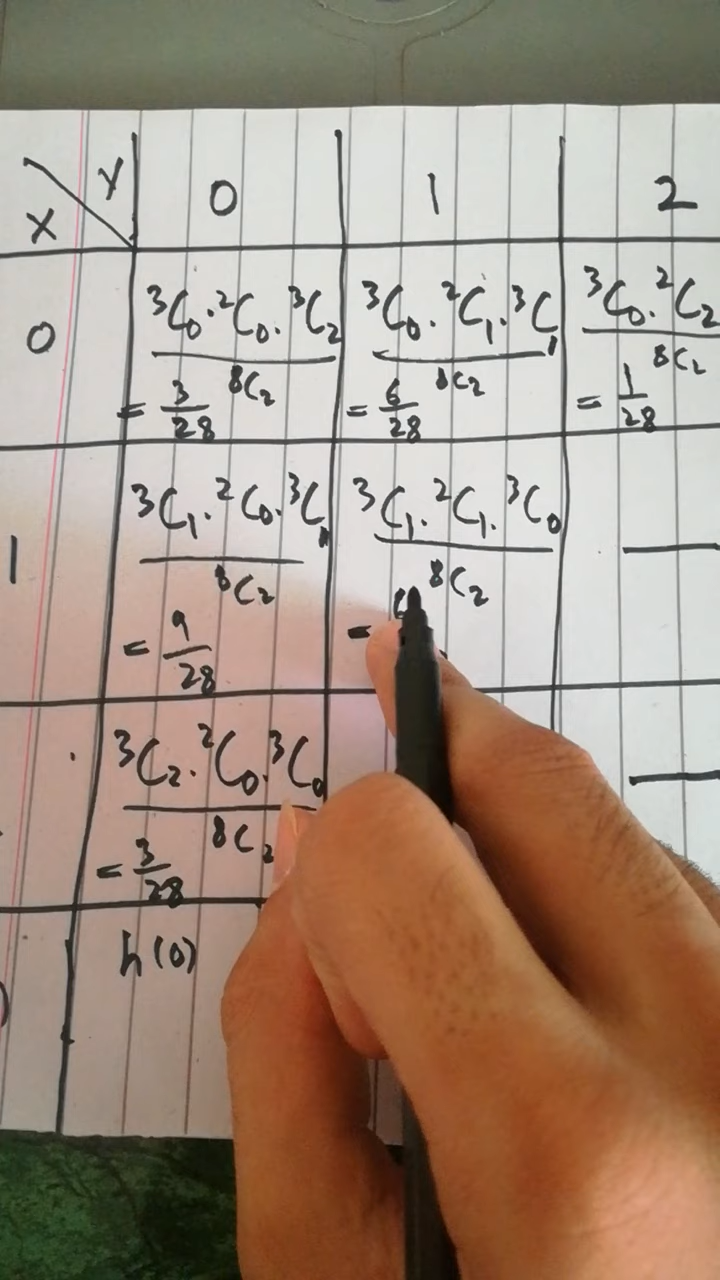 Y 0 1 2
X
0 ³C₀.²C₀.³C₂ / ⁸C₂ ³C₀.²C₁.³C₁ / ⁸C₂ ³C₀.²C₂ / ⁸C₂
= 3/28 = 6/28 = 1/28
1 ³C₁.²C₀.³C₁ / ⁸C₂ ³C₁.²C₁.³C₀ / ⁸C₂ —
= 9/28 =
³C₂.²C₀.³C₀ / ⁸C₂ —
= 3/28
h(0)